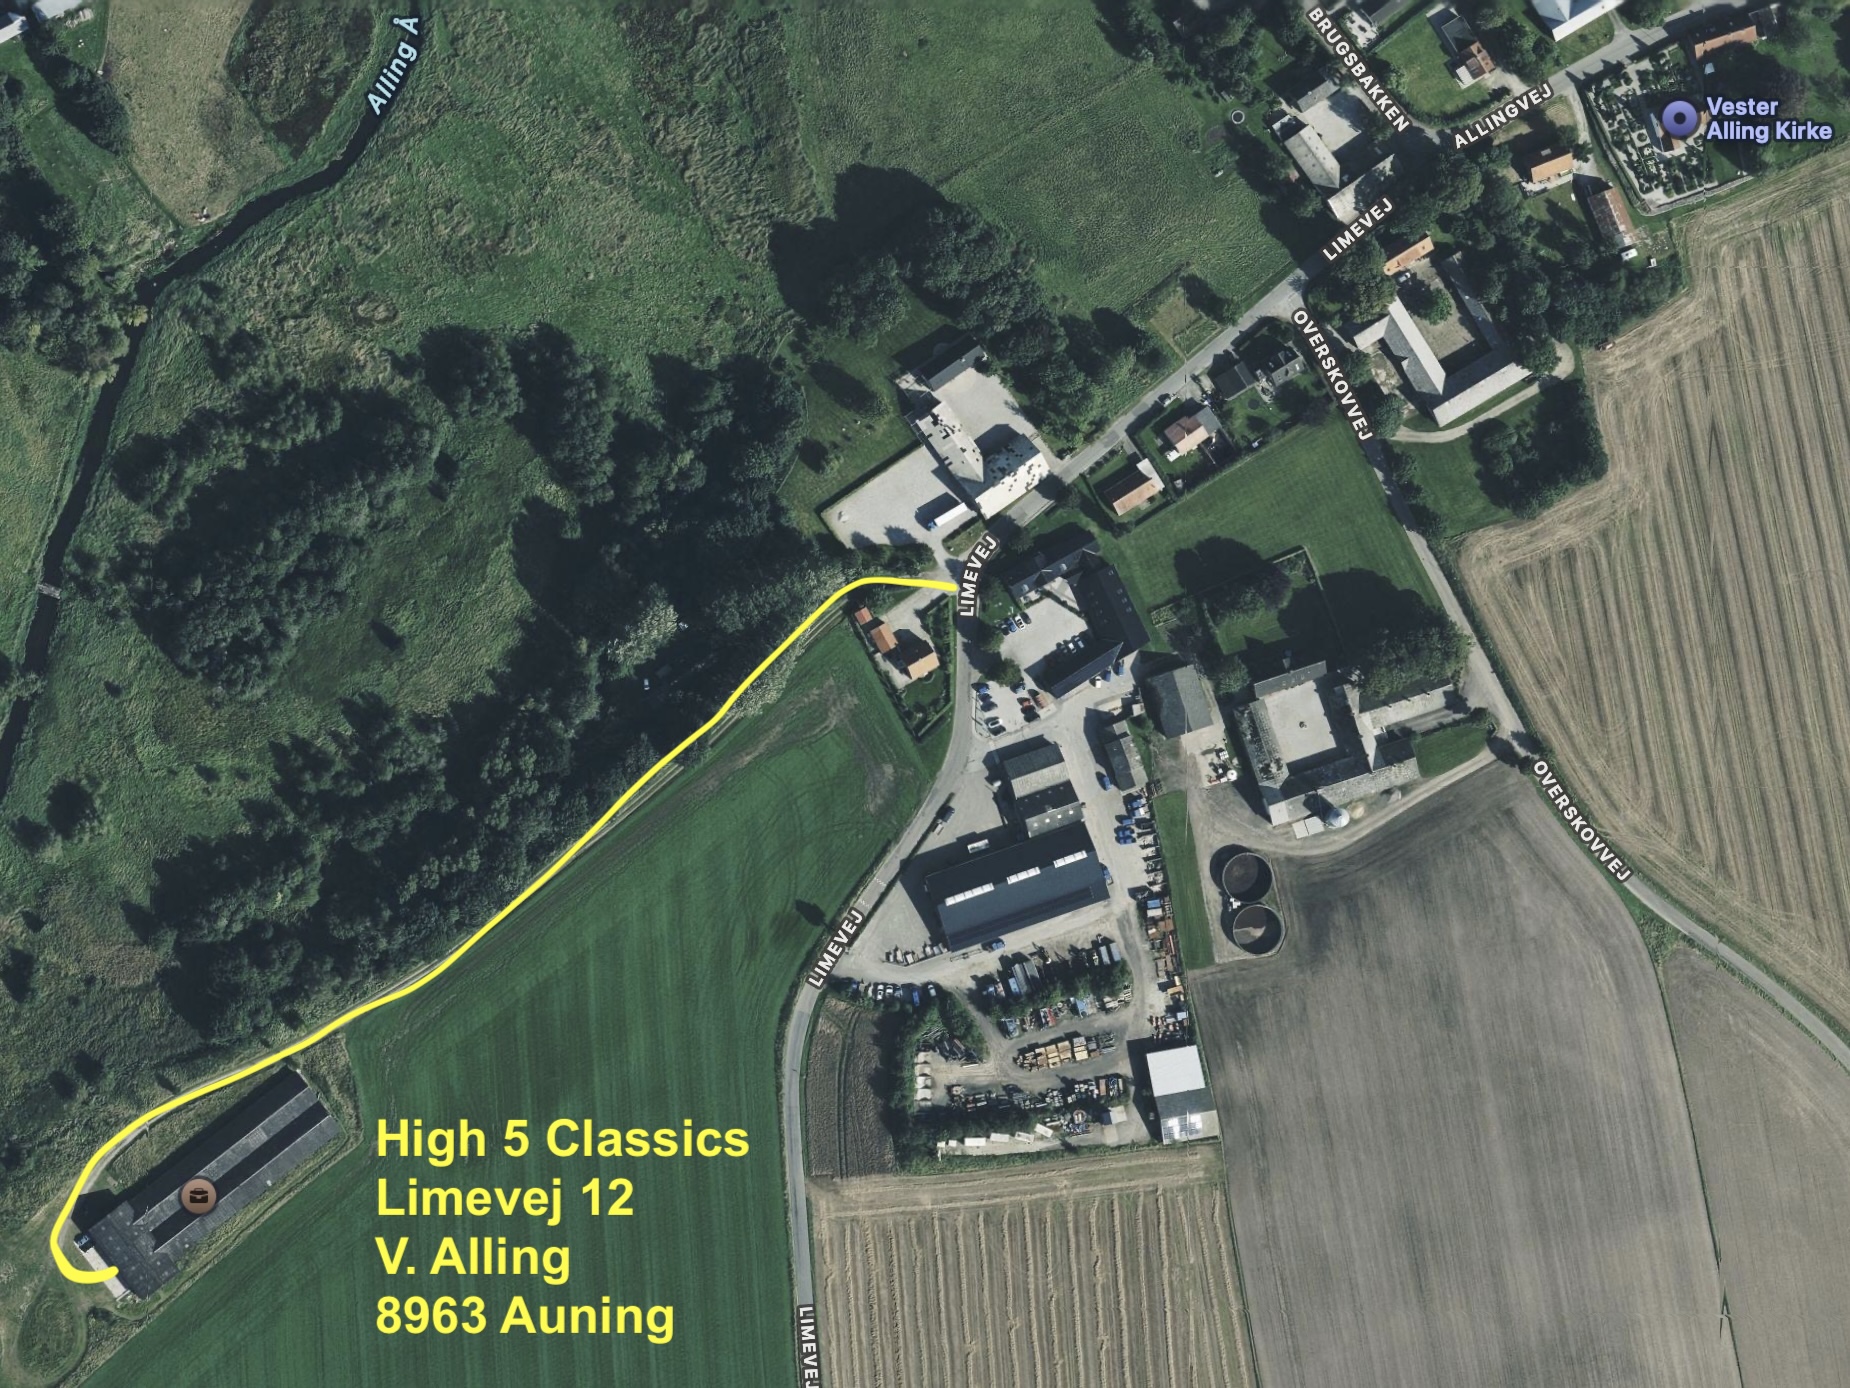 Alling Å
BRUGSBAKKEN
ALLINGVEJ
Vester
Alling Kirke
LIMEVEJ
OVERSKOVVEJ
LIMEVEJ
OVERSKOVVEJ
LIMEVEJ
High 5 Classics
Limevej 12
V. Alling
8963 Auning
LIMEVEJ